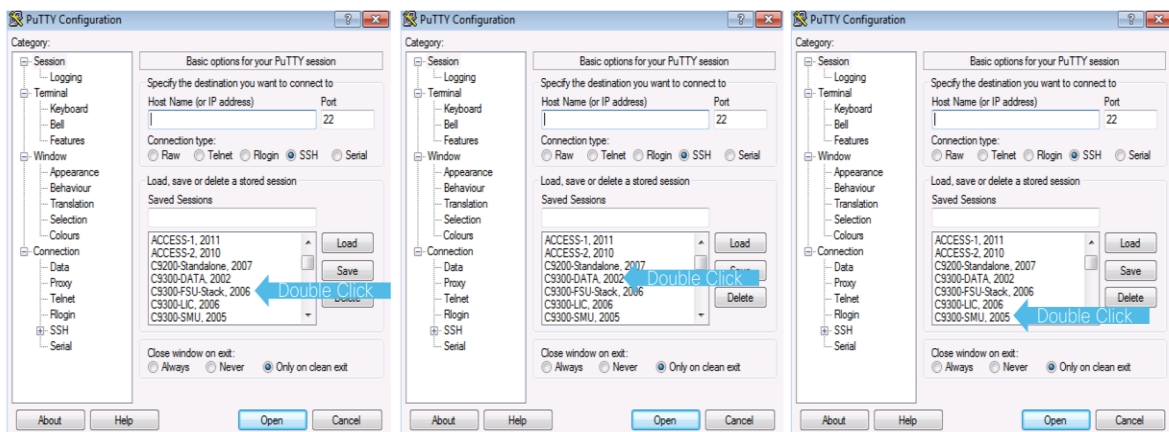 PuTTY Configuration
Category:
Session
Logging
Terminal
Keyboard
Bell
Features
Window
Appearance
Behaviour
Translation
Selection
Colours
Connection
Data
Proxy
Telnet
Rlogin
SSH
Serial
Basic options for your PuTTY session
Specify the destination you want to connect to
Host Name (or IP address) Port
22
Connection type:
Raw Telnet Rlogin SSH Serial
Load, save or delete a stored session
Saved Sessions
ACCESS-1, 2011
ACCESS-2, 2010
C9200-Standalone, 2007
C9300-DATA, 2002
C9300-FSU-Stack, 2006
C9300-LIC, 2006
C9300-SMU, 2005
Load
Save
Delete
Double Click
Close window on exit:
Always Never Only on clean exit
About Help Open Cancel
PuTTY Configuration
Category:
Session
Logging
Terminal
Keyboard
Bell
Features
Window
Appearance
Behaviour
Translation
Selection
Colours
Connection
Data
Proxy
Telnet
Rlogin
SSH
Serial
Basic options for your PuTTY session
Specify the destination you want to connect to
Host Name (or IP address) Port
22
Connection type:
Raw Telnet Rlogin SSH Serial
Load, save or delete a stored session
Saved Sessions
ACCESS-1, 2011
ACCESS-2, 2010
C9200-Standalone, 2007
C9300-DATA, 2002
C9300-FSU-Stack, 2006
C9300-LIC, 2006
C9300-SMU, 2005
Load
Save
Delete
Double Click
Close window on exit:
Always Never Only on clean exit
About Help Open Cancel
PuTTY Configuration
Category:
Session
Logging
Terminal
Keyboard
Bell
Features
Window
Appearance
Behaviour
Translation
Selection
Colours
Connection
Data
Proxy
Telnet
Rlogin
SSH
Serial
Basic options for your PuTTY session
Specify the destination you want to connect to
Host Name (or IP address) Port
22
Connection type:
Raw Telnet Rlogin SSH Serial
Load, save or delete a stored session
Saved Sessions
ACCESS-1, 2011
ACCESS-2, 2010
C9200-Standalone, 2007
C9300-DATA, 2002
C9300-FSU-Stack, 2006
C9300-LIC, 2006
C9300-SMU, 2005
Load
Save
Delete
Double Click
Close window on exit:
Always Never Only on clean exit
About Help Open Cancel